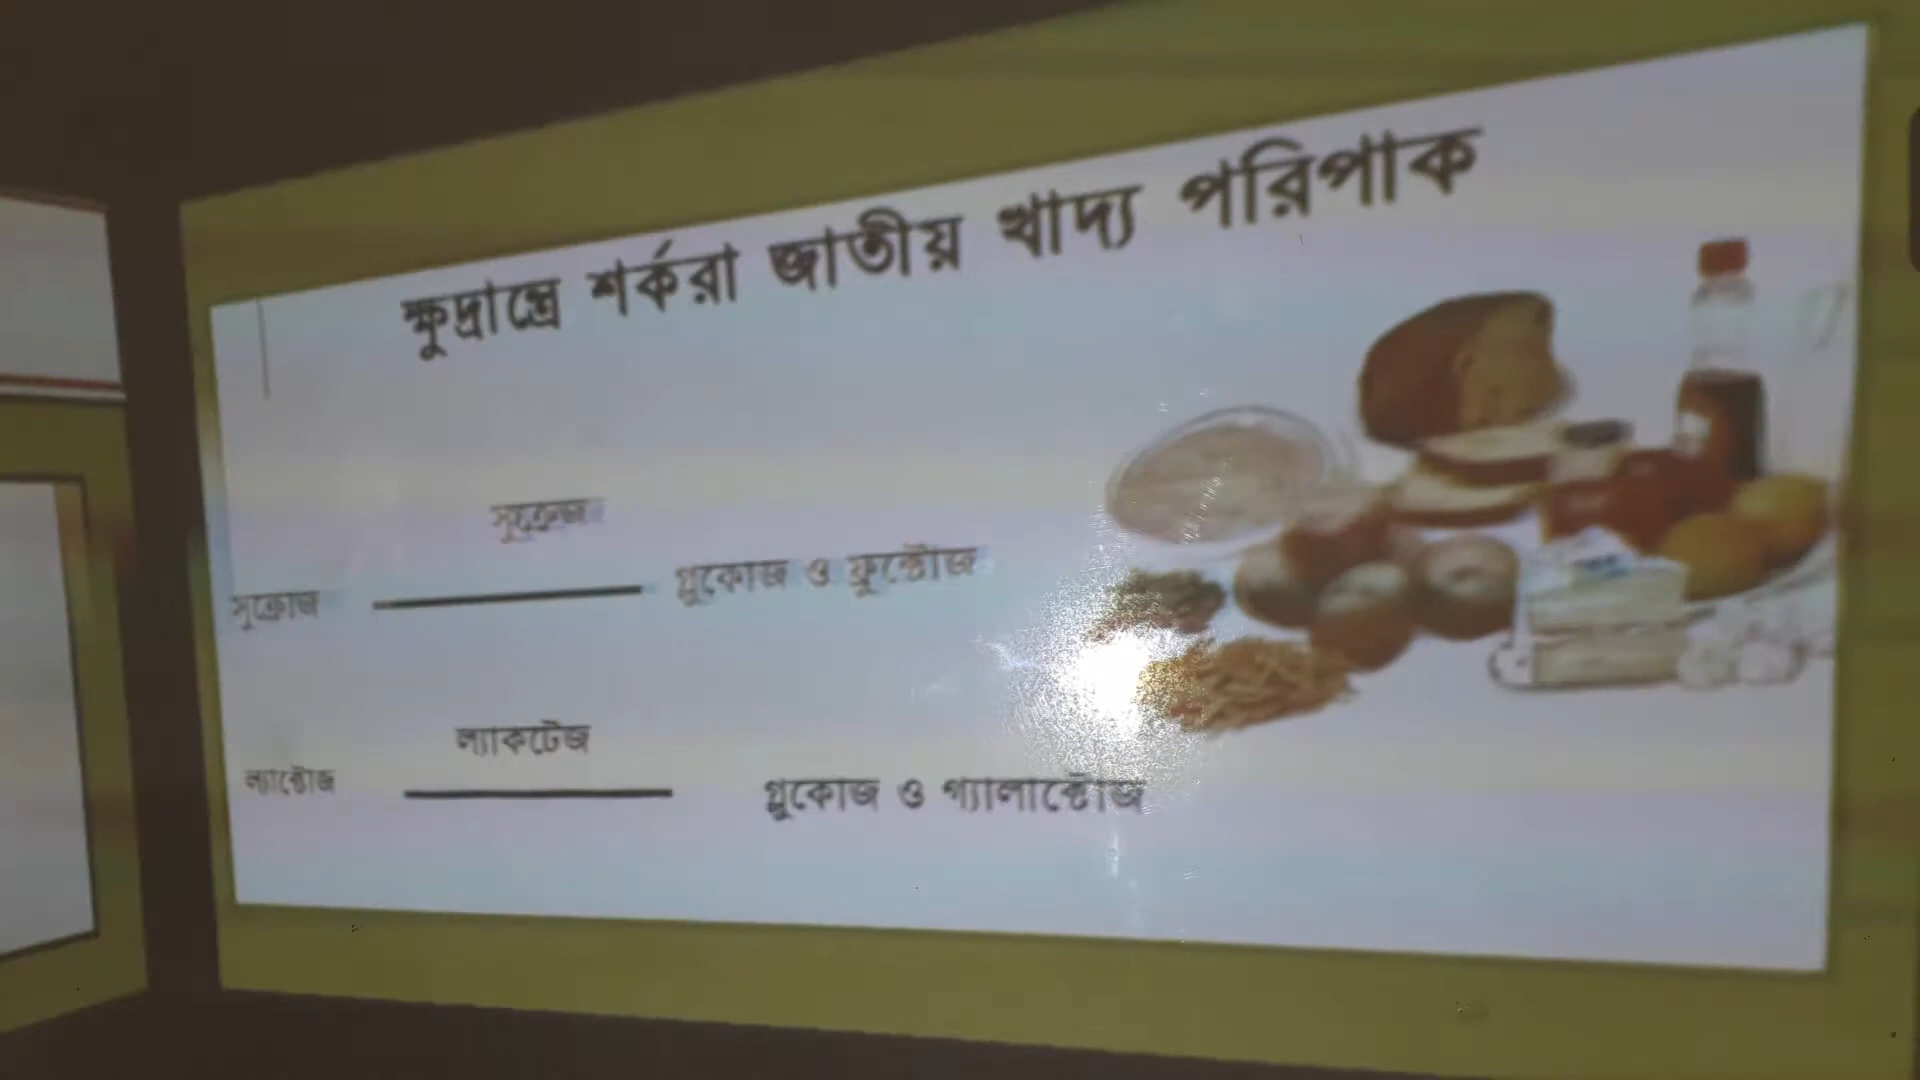 ক্ষুদ্রান্ত্রে শর্করা জাতীয় খাদ্য পরিপাক
সুক্রোজ গ্লুকোজ ও ফ্রুক্টোজ
ল্যাকটেজ
ল্যাক্টোজ গ্লুকোজ ও গ্যালাক্টোজ